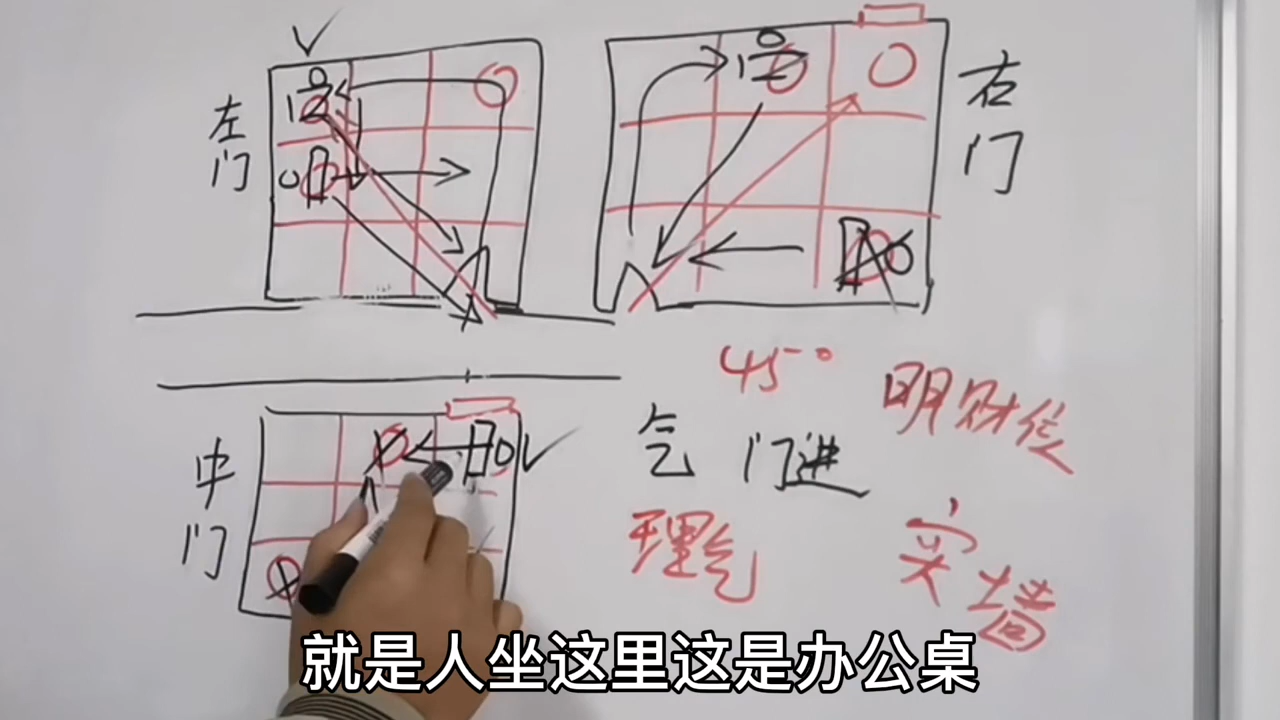 左门
右门
45°
明财位
中门
气 门进
理气
实墙
就是人坐这里这是办公桌